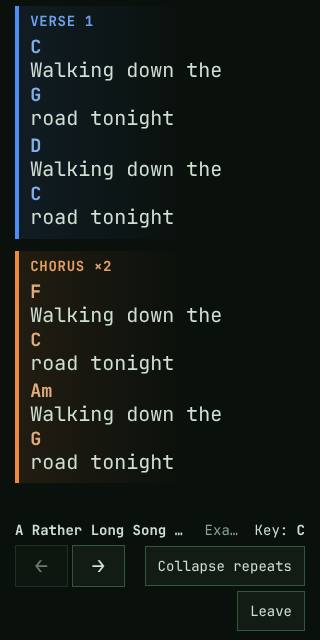 VERSE 1
C
Walking down the
G
road tonight
D
Walking down the
C
road tonight
CHORUS ×2
F
Walking down the
C
road tonight
Am
Walking down the
G
road tonight
A Rather Long Song … Exa… Key: C
← → Collapse repeats
Leave